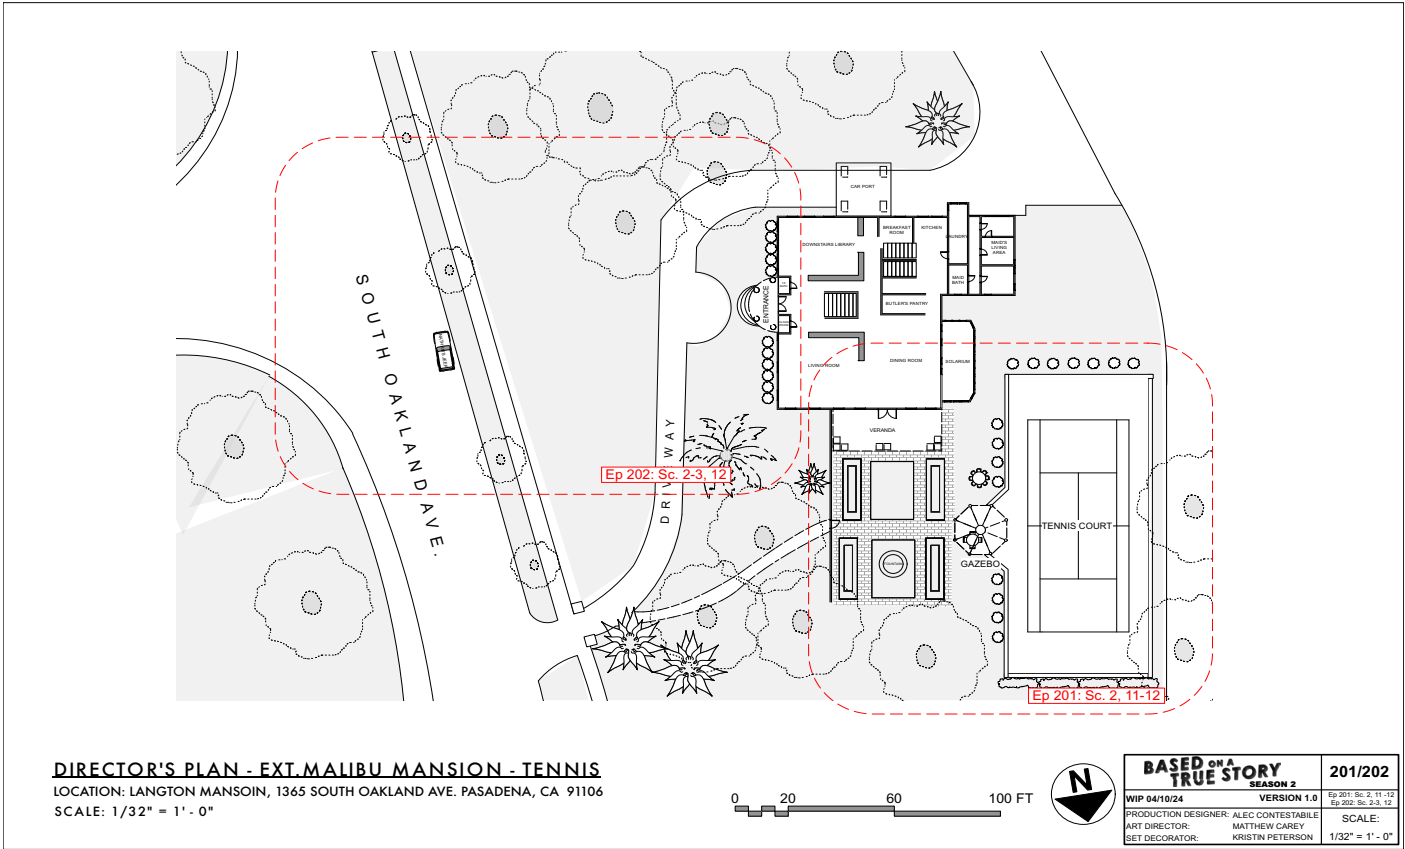 CAR PORT
BREAKFAST
ROOM
KITCHEN
LAUNDRY
DOWNSTAIRS LIBRARY
MAID'S
LIVING
AREA
MAID
BATH
ENTRANCE
BUTLER'S PANTRY
SOUTH OAKLAND AVE.
LIVING ROOM
DINING ROOM
SOLARIUM
DRIVEWAY
VERANDA
Ep 202: Sc. 2-3, 12
TENNIS COURT
GAZEBO
FOUNTAIN
Ep 201: Sc. 2, 11-12
DIRECTOR'S PLAN - EXT.MALIBU MANSION - TENNIS
LOCATION: LANGTON MANSOIN, 1365 SOUTH OAKLAND AVE. PASADENA, CA 91106
SCALE: 1/32" = 1' - 0"
0 20 60 100 FT
N
BASED ON A
TRUE STORY
SEASON 2
201/202
WIP 04/10/24 VERSION 1.0
Ep 201: Sc. 2, 11 -12
Ep 202: Sc. 2-3, 12
PRODUCTION DESIGNER: ALEC CONTESTABILE
ART DIRECTOR: MATTHEW CAREY
SET DECORATOR: KRISTIN PETERSON
SCALE:
1/32" = 1' - 0"